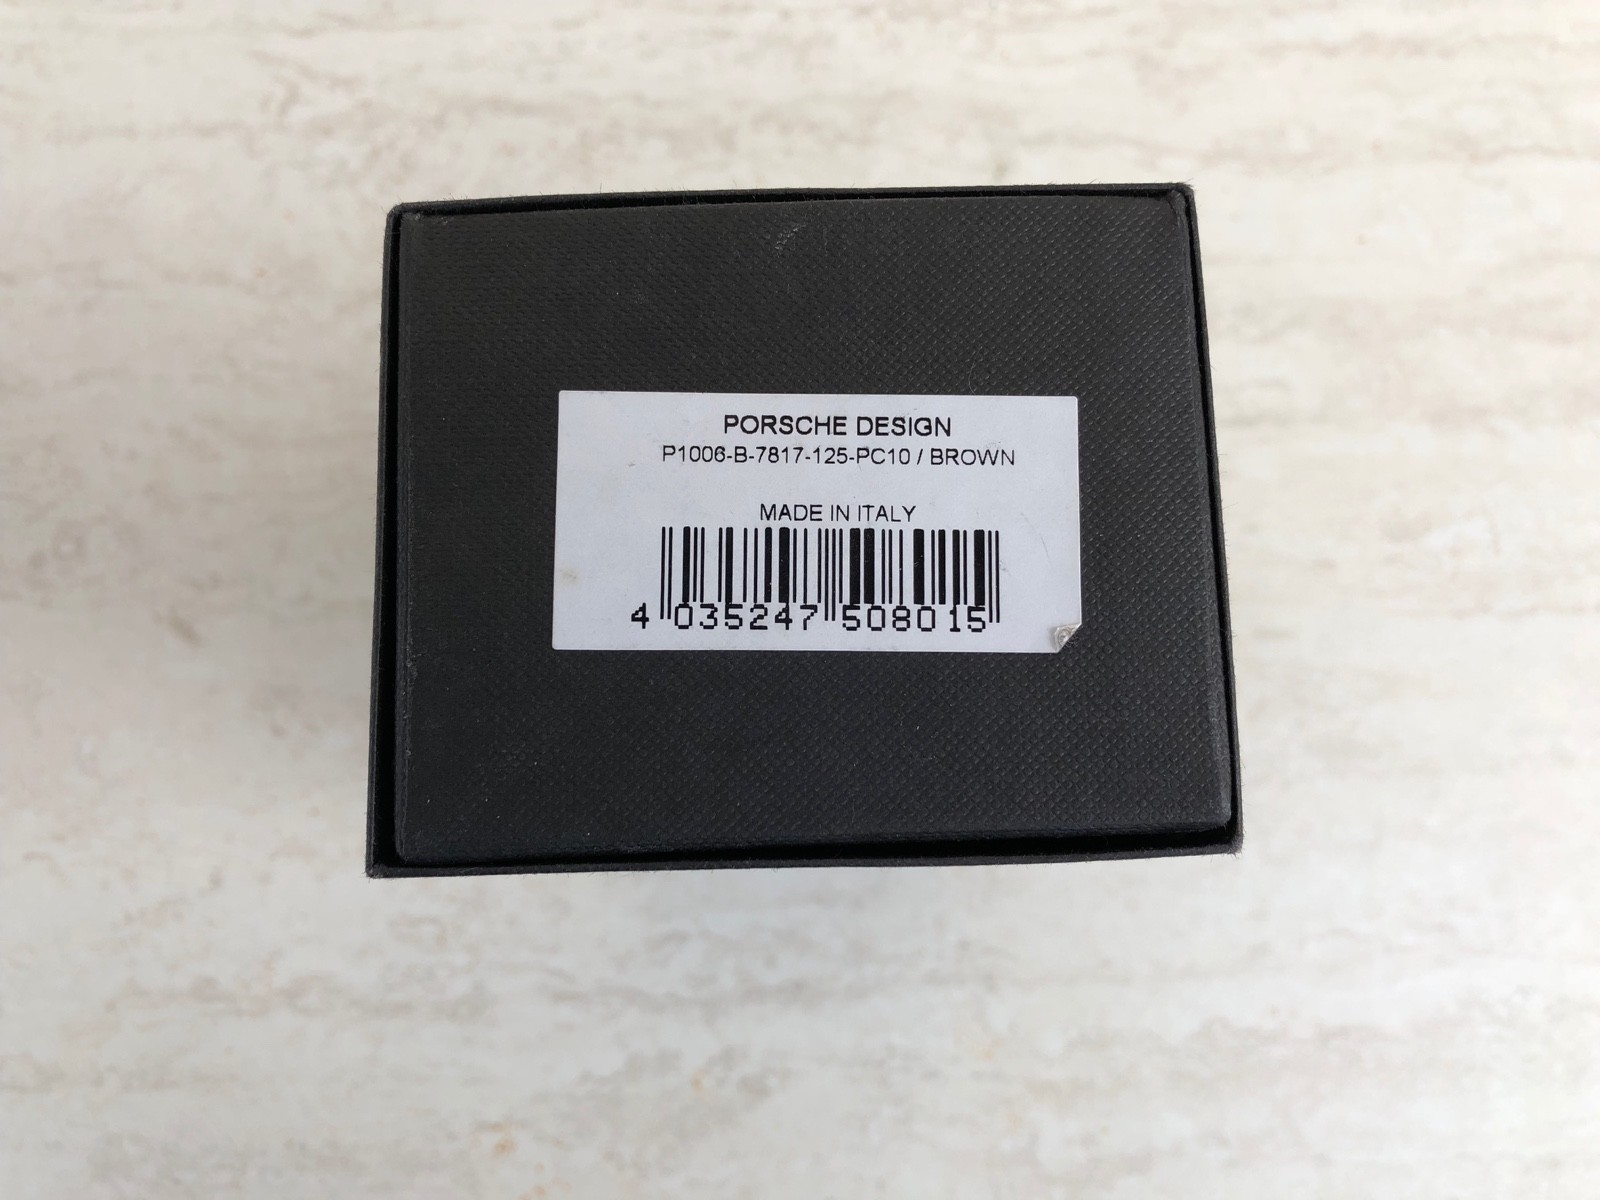 PORSCHE DESIGN
P1006-B-7817-125-PC10 / BROWN
MADE IN ITALY
4 035247 508015